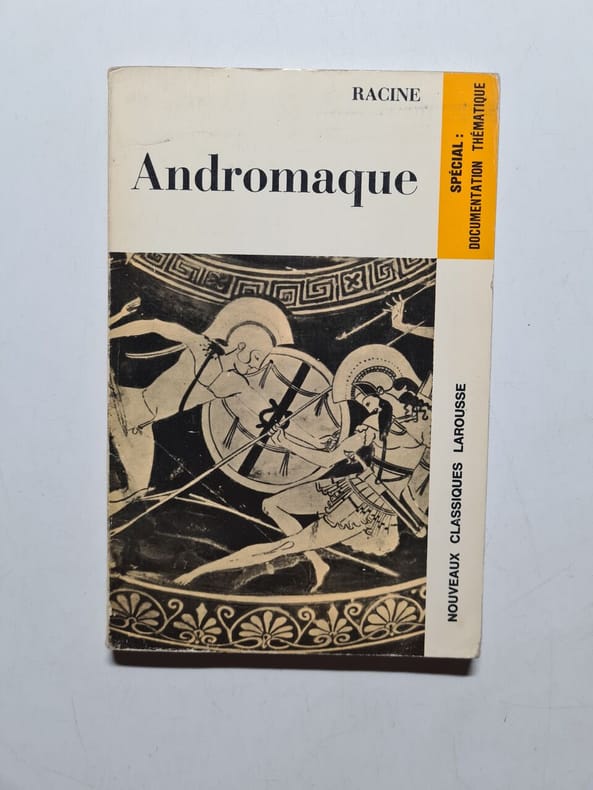 RACINE
Andromaque
SPÉCIAL :
DOCUMENTATION THÉMATIQUE
NOUVEAUX CLASSIQUES LAROUSSE